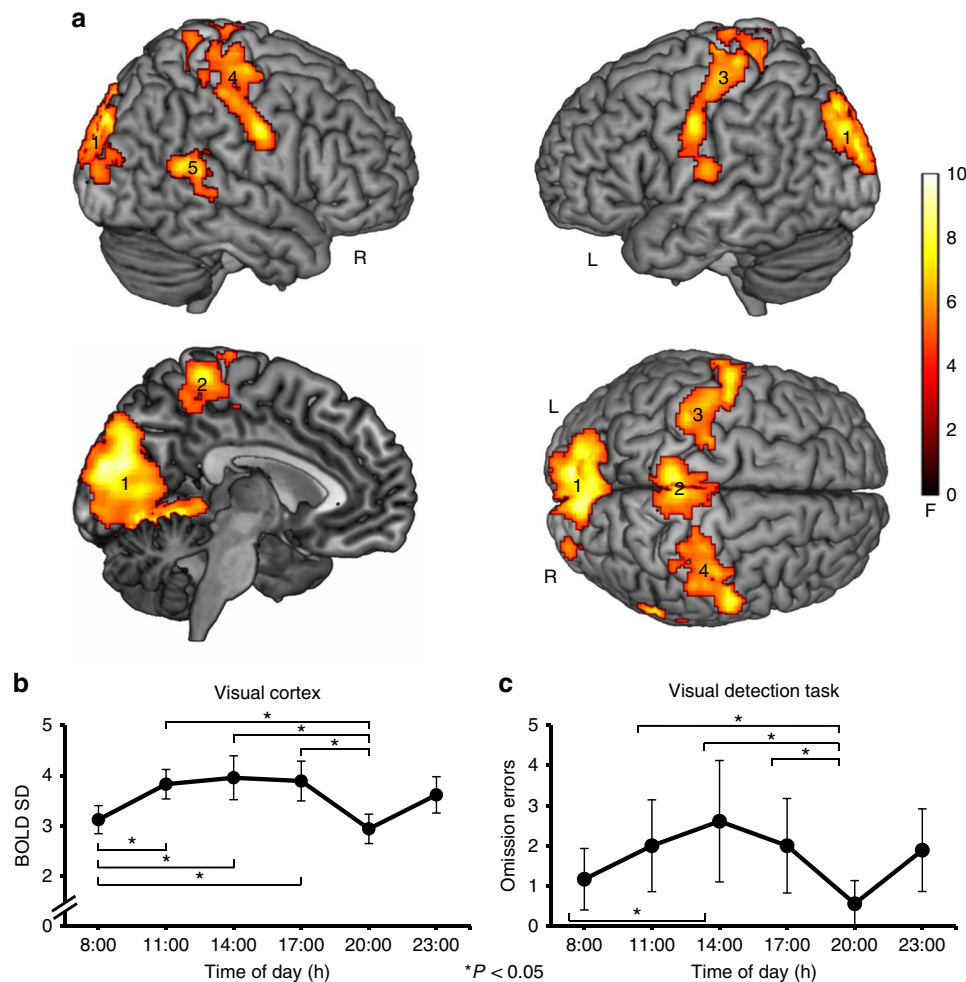 a
4
1
5
R
3
1
L
10
8
6
4
2
0
F
2
1
L
3
1
2
4
R
b
Visual cortex
5
4
3
2
0
BOLD SD
*
*
*
*
*
*
8:00 11:00 14:00 17:00 20:00 23:00
Time of day (h)
*P < 0.05
c
Visual detection task
5
4
3
2
1
0
Omission errors
*
*
*
*
8:00 11:00 14:00 17:00 20:00 23:00
Time of day (h)